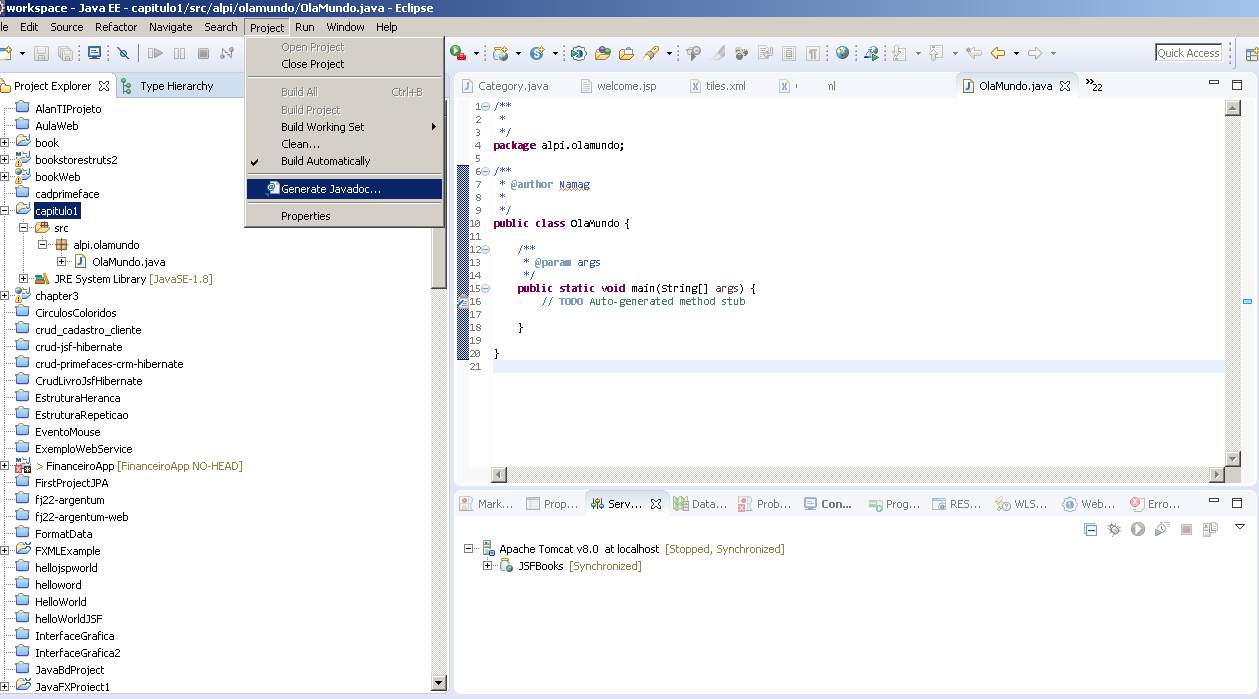 workspace - Java EE - capitulo1/src/alpi/olamundo/OlaMundo.java - Eclipse
Edit Source Refactor Navigate Search Project Run Window Help
Quick Access
Open Project
Close Project
Build All Ctrl+B
Build Project
Build Working Set
Clean...
Build Automatically
Generate Javadoc...
Properties
Project Explorer Type Hierarchy
AlanTIProjeto
AulaWeb
book
bookstorestruts2
bookWeb
cadprimeface
capitulo1
src
alpi.olamundo
OlaMundo.java
JRE System Library [JavaSE-1.8]
chapter3
CirculosColoridos
crud_cadastro_cliente
crud-jsf-hibernate
crud-primefaces-crm-hibernate
CrudLivroJsfHibernate
EstruturaHeranca
EstruturaRepeticao
EventoMouse
ExemploWebService
> FinanceiroApp [FinanceiroApp NO-HEAD]
FirstProjectJPA
fj22-argentum
fj22-argentum-web
FormatData
FXMLExample
hellojspworld
helloword
HelloWorld
helloWorldJSF
InterfaceGrafica
InterfaceGrafica2
JavaBdProject
JavaFXProject1
Category.java welcome.jsp tiles.xml ml OlaMundo.java »22
1 /**
2 *
3 */
4 package alpi.olamundo;
5
6 /**
7 * @author Namag
8 *
9 */
10 public class OlaMundo {
11
12 /**
13 * @param args
14 */
15 public static void main(String[] args) {
16 // TODO Auto-generated method stub
17
18 }
19
20 }
21
Mark... Prop... Serv... Data... Prob... Con... Prog... RES... WLS... Web... Erro...
Apache Tomcat v8.0 at localhost [Stopped, Synchronized]
JSFBooks [Synchronized]